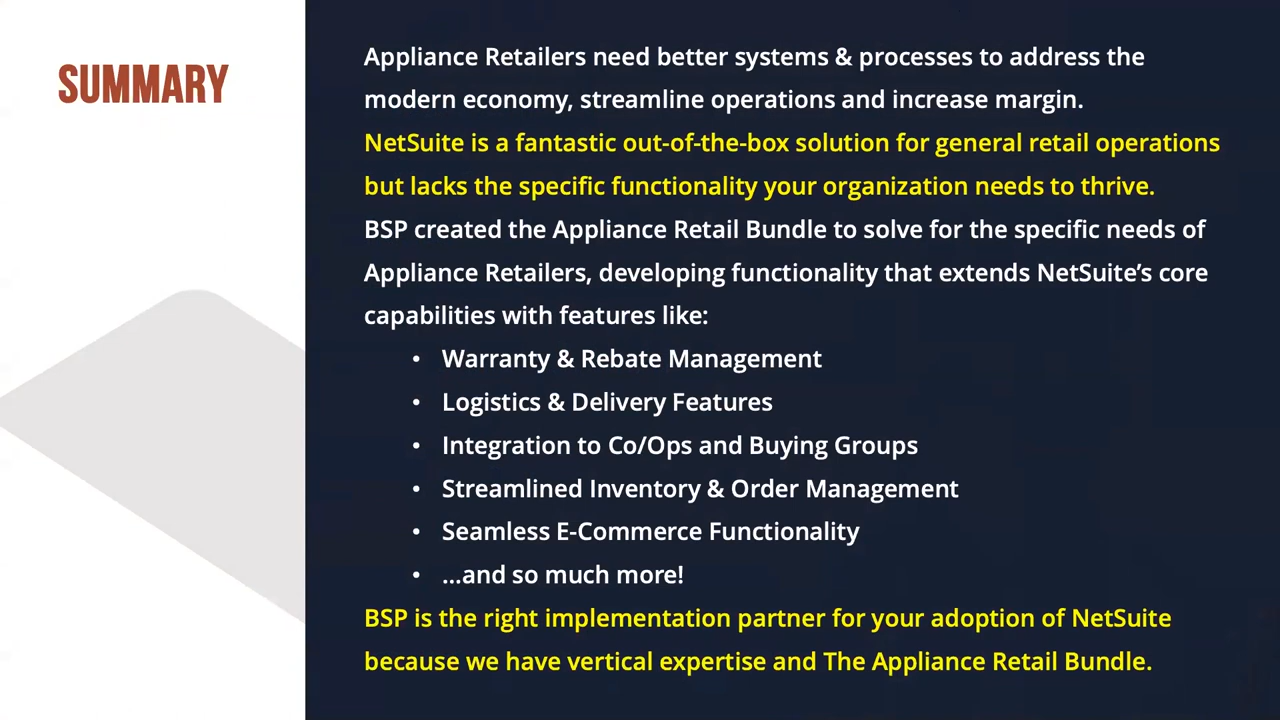 SUMMARY
Appliance Retailers need better systems & processes to address the
modern economy, streamline operations and increase margin.
NetSuite is a fantastic out-of-the-box solution for general retail operations
but lacks the specific functionality your organization needs to thrive.
BSP created the Appliance Retail Bundle to solve for the specific needs of
Appliance Retailers, developing functionality that extends NetSuite’s core
capabilities with features like:
• Warranty & Rebate Management
• Logistics & Delivery Features
• Integration to Co/Ops and Buying Groups
• Streamlined Inventory & Order Management
• Seamless E-Commerce Functionality
• …and so much more!
BSP is the right implementation partner for your adoption of NetSuite
because we have vertical expertise and The Appliance Retail Bundle.